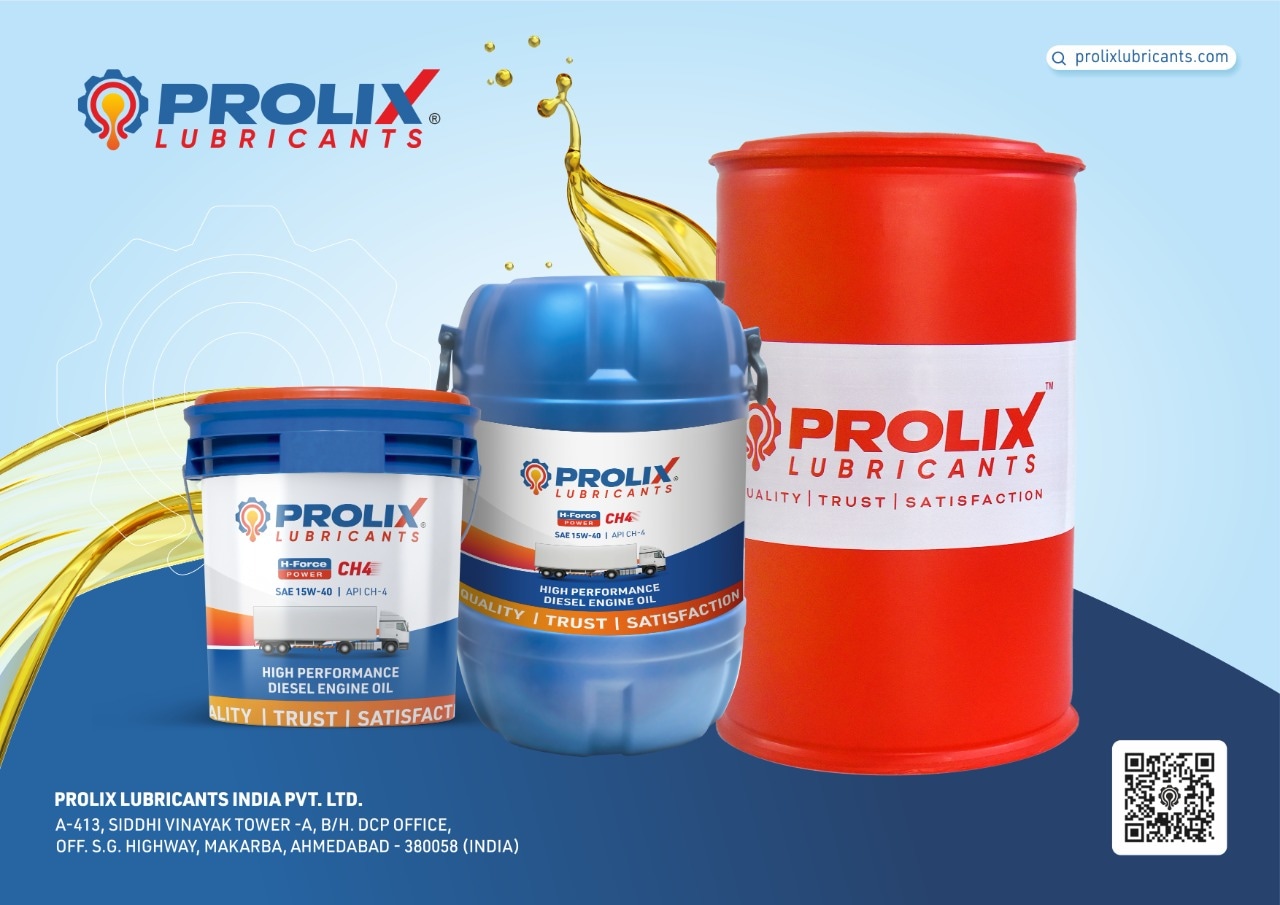 PROLIX®
LUBRICANTS
prolixlubricants.com
PROLIX®
LUBRICANTS
H-Force
POWER
CH4
SAE 15W-40 | API CH-4
HIGH PERFORMANCE
DIESEL ENGINE OIL
ALITY | TRUST | SATISFACT
PROLIX®
LUBRICANTS
H-Force
POWER
CH4
SAE 15W-40 | API CH-4
HIGH PERFORMANCE
DIESEL ENGINE OIL
QUALITY | TRUST | SATISFACTION
PROLIX™
LUBRICANTS
UALITY | TRUST | SATISFACTION
PROLIX LUBRICANTS INDIA PVT. LTD.
A-413, SIDDHI VINAYAK TOWER -A, B/H. DCP OFFICE,
OFF. S.G. HIGHWAY, MAKARBA, AHMEDABAD - 380058 (INDIA)